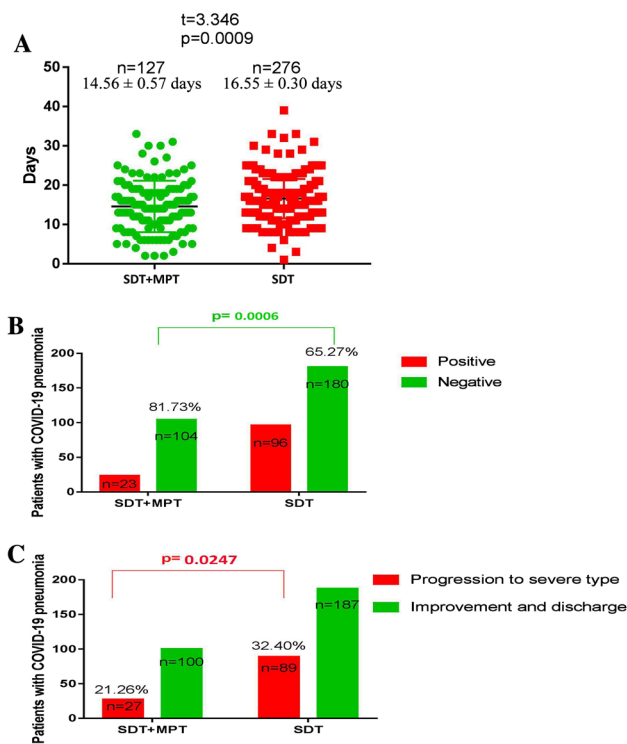 t=3.346
p=0.0009
A
n=127 n=276
14.56 ± 0.57 days 16.55 ± 0.30 days
50
40
30
20
10
0
Days
SDT+MPT SDT
B
p= 0.0006
Patients with COVID-19 pneumonia
200
150
100
50
0
81.73%
65.27%
n=23
n=104
n=96
n=180
SDT+MPT SDT
Positive
Negative
C
p= 0.0247
Patients with COVID-19 pneumonia
200
150
100
50
0
21.26%
32.40%
n=27
n=100
n=89
n=187
SDT+MPT SDT
Progression to severe type
Improvement and discharge